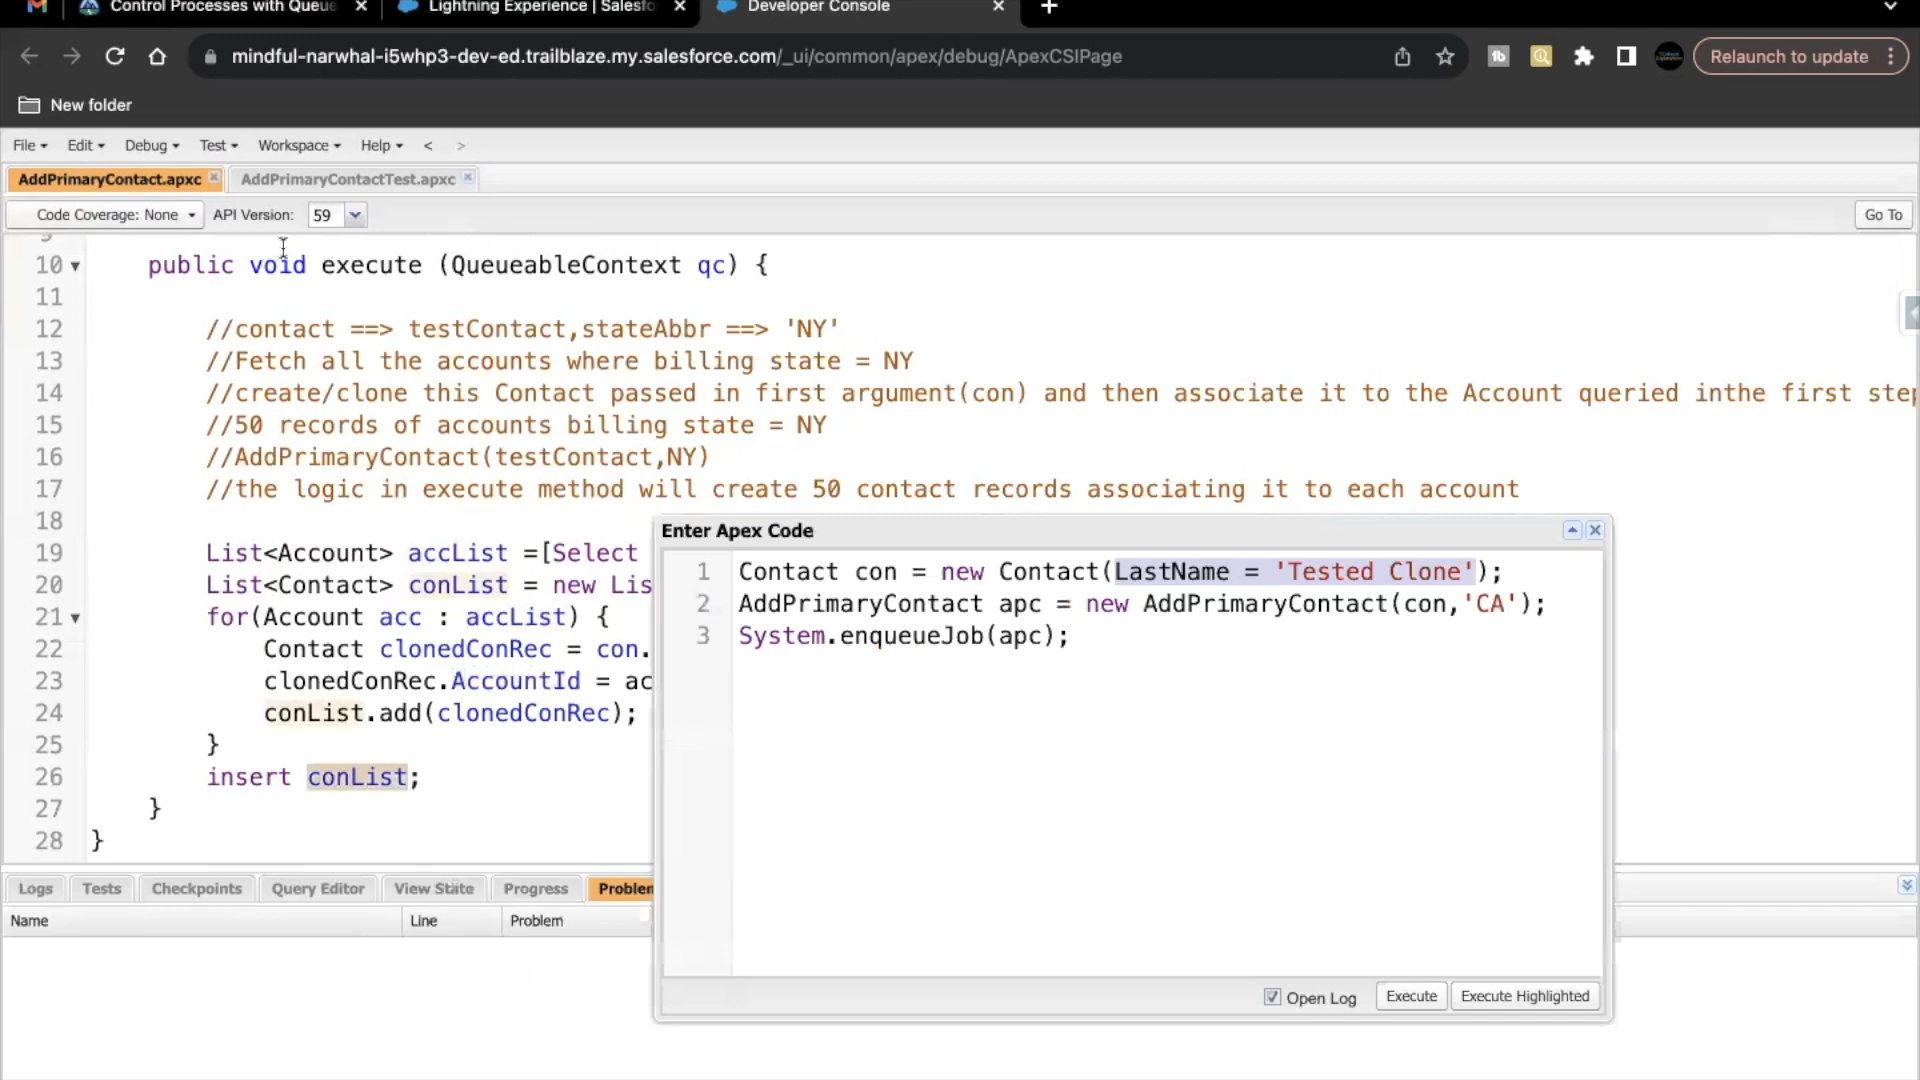 Control Processes with Queue
Lightning Experience | Salesfo
Developer Console
mindful-narwhal-i5whp3-dev-ed.trailblaze.my.salesforce.com/_ui/common/apex/debug/ApexCSIPage
Relaunch to update
New folder
File Edit Debug Test Workspace Help < >
AddPrimaryContact.apxc
AddPrimaryContactTest.apxc
Code Coverage: None API Version: 59 Go To
9
10 public void execute (QueueableContext qc) {
11
12 //contact ==> testContact,stateAbbr ==> 'NY'
13 //Fetch all the accounts where billing state = NY
14 //create/clone this Contact passed in first argument(con) and then associate it to the Account queried inthe first step
15 //50 records of accounts billing state = NY
16 //AddPrimaryContact(testContact,NY)
17 //the logic in execute method will create 50 contact records associating it to each account
18
19 List<Account> accList =[Select
20 List<Contact> conList = new Lis
21 for(Account acc : accList) {
22 Contact clonedConRec = con.
23 clonedConRec.AccountId = ac
24 conList.add(clonedConRec);
25 }
26 insert conList;
27 }
28 }
Enter Apex Code
1 Contact con = new Contact(LastName = 'Tested Clone');
2 AddPrimaryContact apc = new AddPrimaryContact(con,'CA');
3 System.enqueueJob(apc);
Open Log Execute Execute Highlighted
Logs Tests Checkpoints Query Editor View State Progress Problem
Name Line Problem